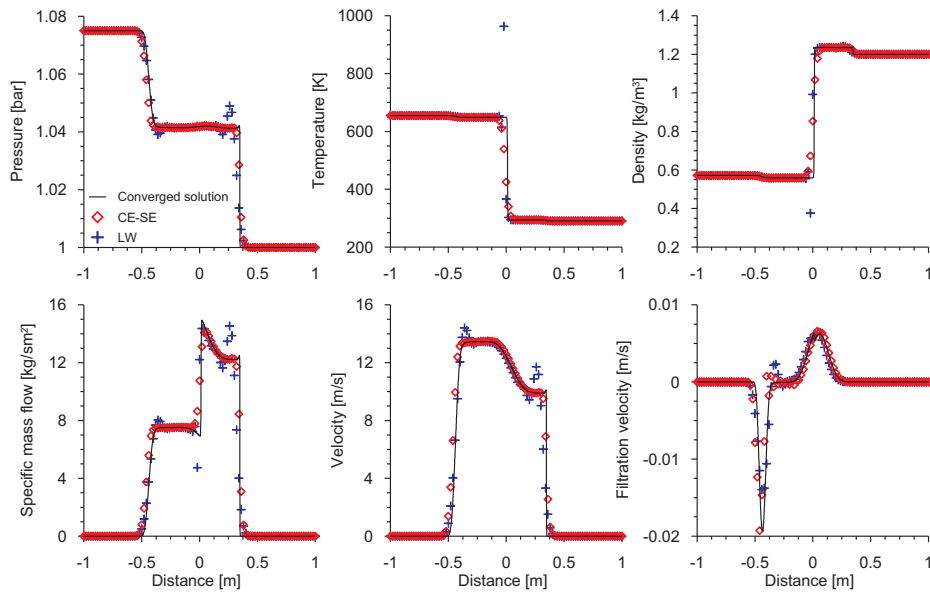 Pressure [bar]
1.08
1.06
1.04
1.02
1
-1 -0.5 0 0.5 1
Converged solution
CE-SE
LW
Temperature [K]
1000
800
600
400
200
-1 -0.5 0 0.5 1
Density [kg/m³]
1.4
1.2
1
0.8
0.6
0.4
0.2
-1 -0.5 0 0.5 1
Specific mass flow [kg/sm²]
16
12
8
4
0
-1 -0.5 0 0.5 1
Distance [m]
Velocity [m/s]
16
12
8
4
0
-1 -0.5 0 0.5 1
Distance [m]
Filtration velocity [m/s]
0.01
0
-0.01
-0.02
-1 -0.5 0 0.5 1
Distance [m]